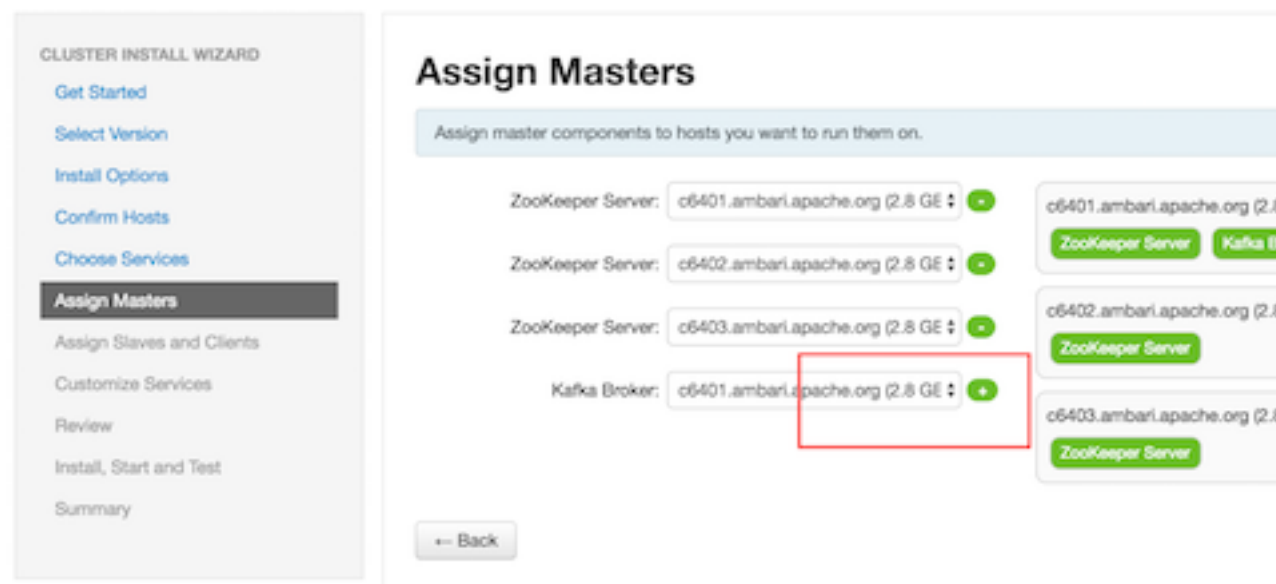 CLUSTER INSTALL WIZARD
Get Started
Select Version
Install Options
Confirm Hosts
Choose Services
Assign Masters
Assign Slaves and Clients
Customize Services
Review
Install, Start and Test
Summary
Assign Masters
Assign master components to hosts you want to run them on.
ZooKeeper Server: c6401.ambari.apache.org (2.8 GE -
ZooKeeper Server: c6402.ambari.apache.org (2.8 GE -
ZooKeeper Server: c6403.ambari.apache.org (2.8 GE -
Kafka Broker: c6401.ambari.apache.org (2.8 GE +
← Back
c6401.ambari.apache.org (2.8
ZooKeeper Server Kafka B
c6402.ambari.apache.org (2.8
ZooKeeper Server
c6403.ambari.apache.org (2.8
ZooKeeper Server